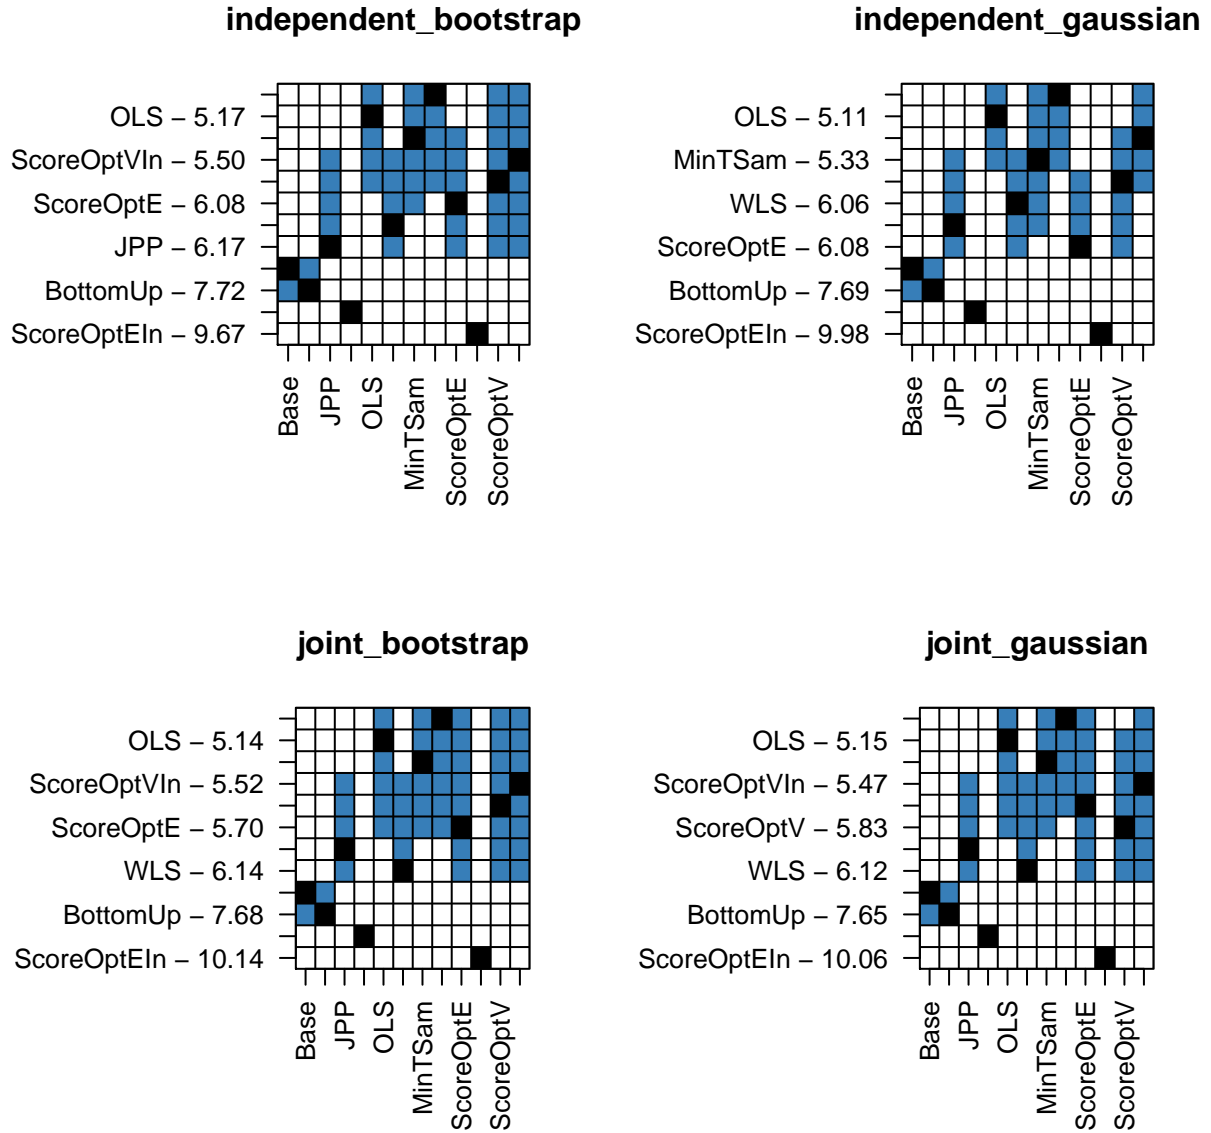 independent_bootstrap
OLS − 5.17
ScoreOptVIn − 5.50
ScoreOptE − 6.08
JPP − 6.17
BottomUp − 7.72
ScoreOptEIn − 9.67
Base
JPP
OLS
MinTSam
ScoreOptE
ScoreOptV
independent_gaussian
OLS − 5.11
MinTSam − 5.33
WLS − 6.06
ScoreOptE − 6.08
BottomUp − 7.69
ScoreOptEIn − 9.98
Base
JPP
OLS
MinTSam
ScoreOptE
ScoreOptV
joint_bootstrap
OLS − 5.14
ScoreOptVIn − 5.52
ScoreOptE − 5.70
WLS − 6.14
BottomUp − 7.68
ScoreOptEIn − 10.14
Base
JPP
OLS
MinTSam
ScoreOptE
ScoreOptV
joint_gaussian
OLS − 5.15
ScoreOptVIn − 5.47
ScoreOptV − 5.83
WLS − 6.12
BottomUp − 7.65
ScoreOptEIn − 10.06
Base
JPP
OLS
MinTSam
ScoreOptE
ScoreOptV